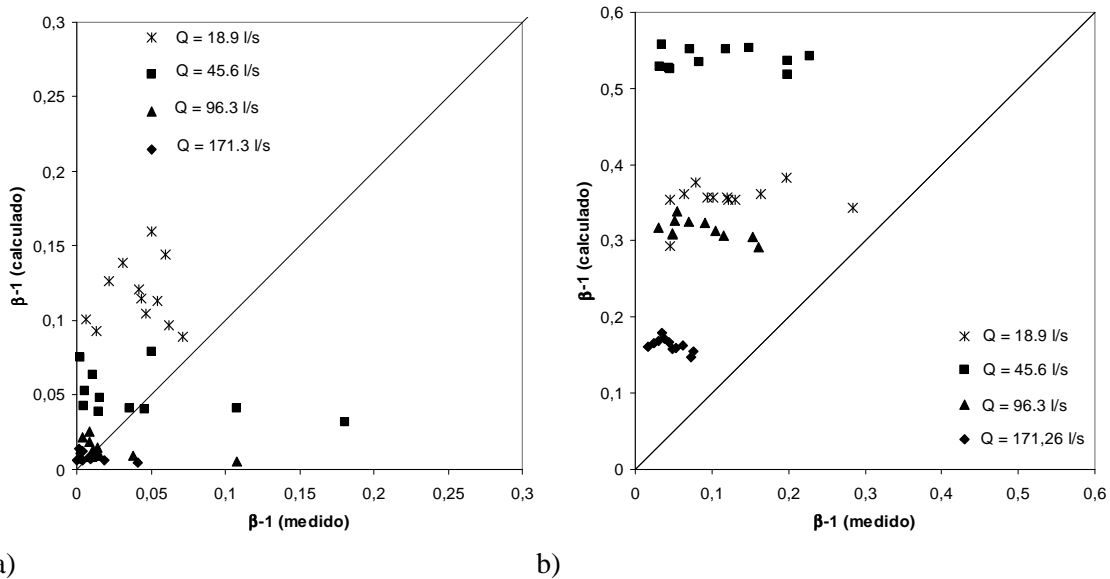 0,3
0,25
0,2
0,15
0,1
0,05
0
β-1 (calculado)
Q = 18.9 l/s
Q = 45.6 l/s
Q = 96.3 l/s
Q = 171.3 l/s
0 0,05 0,1 0,15 0,2 0,25 0,3
β-1 (medido)
a)
0,6
0,5
0,4
0,3
0,2
0,1
0
β-1 (calculado)
Q = 18.9 l/s
Q = 45.6 l/s
Q = 96.3 l/s
Q = 171,26 l/s
0 0,1 0,2 0,3 0,4 0,5 0,6
β-1 (medido)
b)